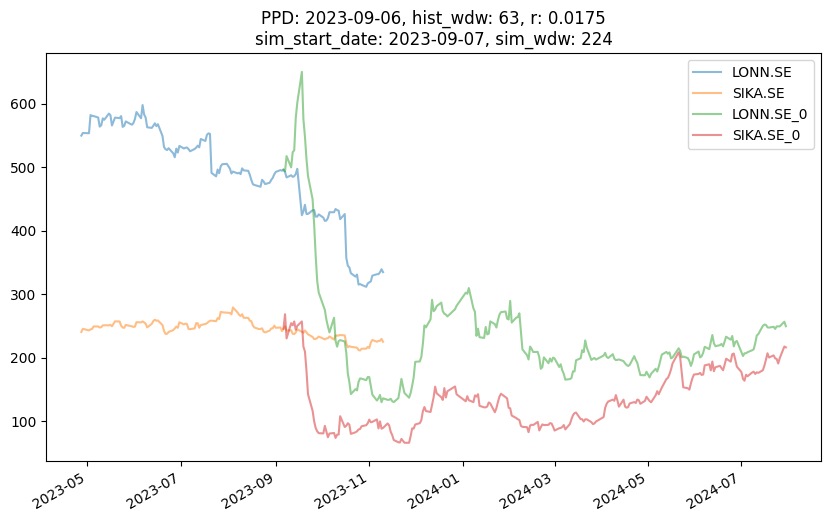 PPD: 2023-09-06, hist_wdw: 63, r: 0.0175
sim_start_date: 2023-09-07, sim_wdw: 224
LONN.SE
SIKA.SE
LONN.SE_0
SIKA.SE_0
600
500
400
300
200
100
2023-05
2023-07
2023-09
2023-11
2024-01
2024-03
2024-05
2024-07